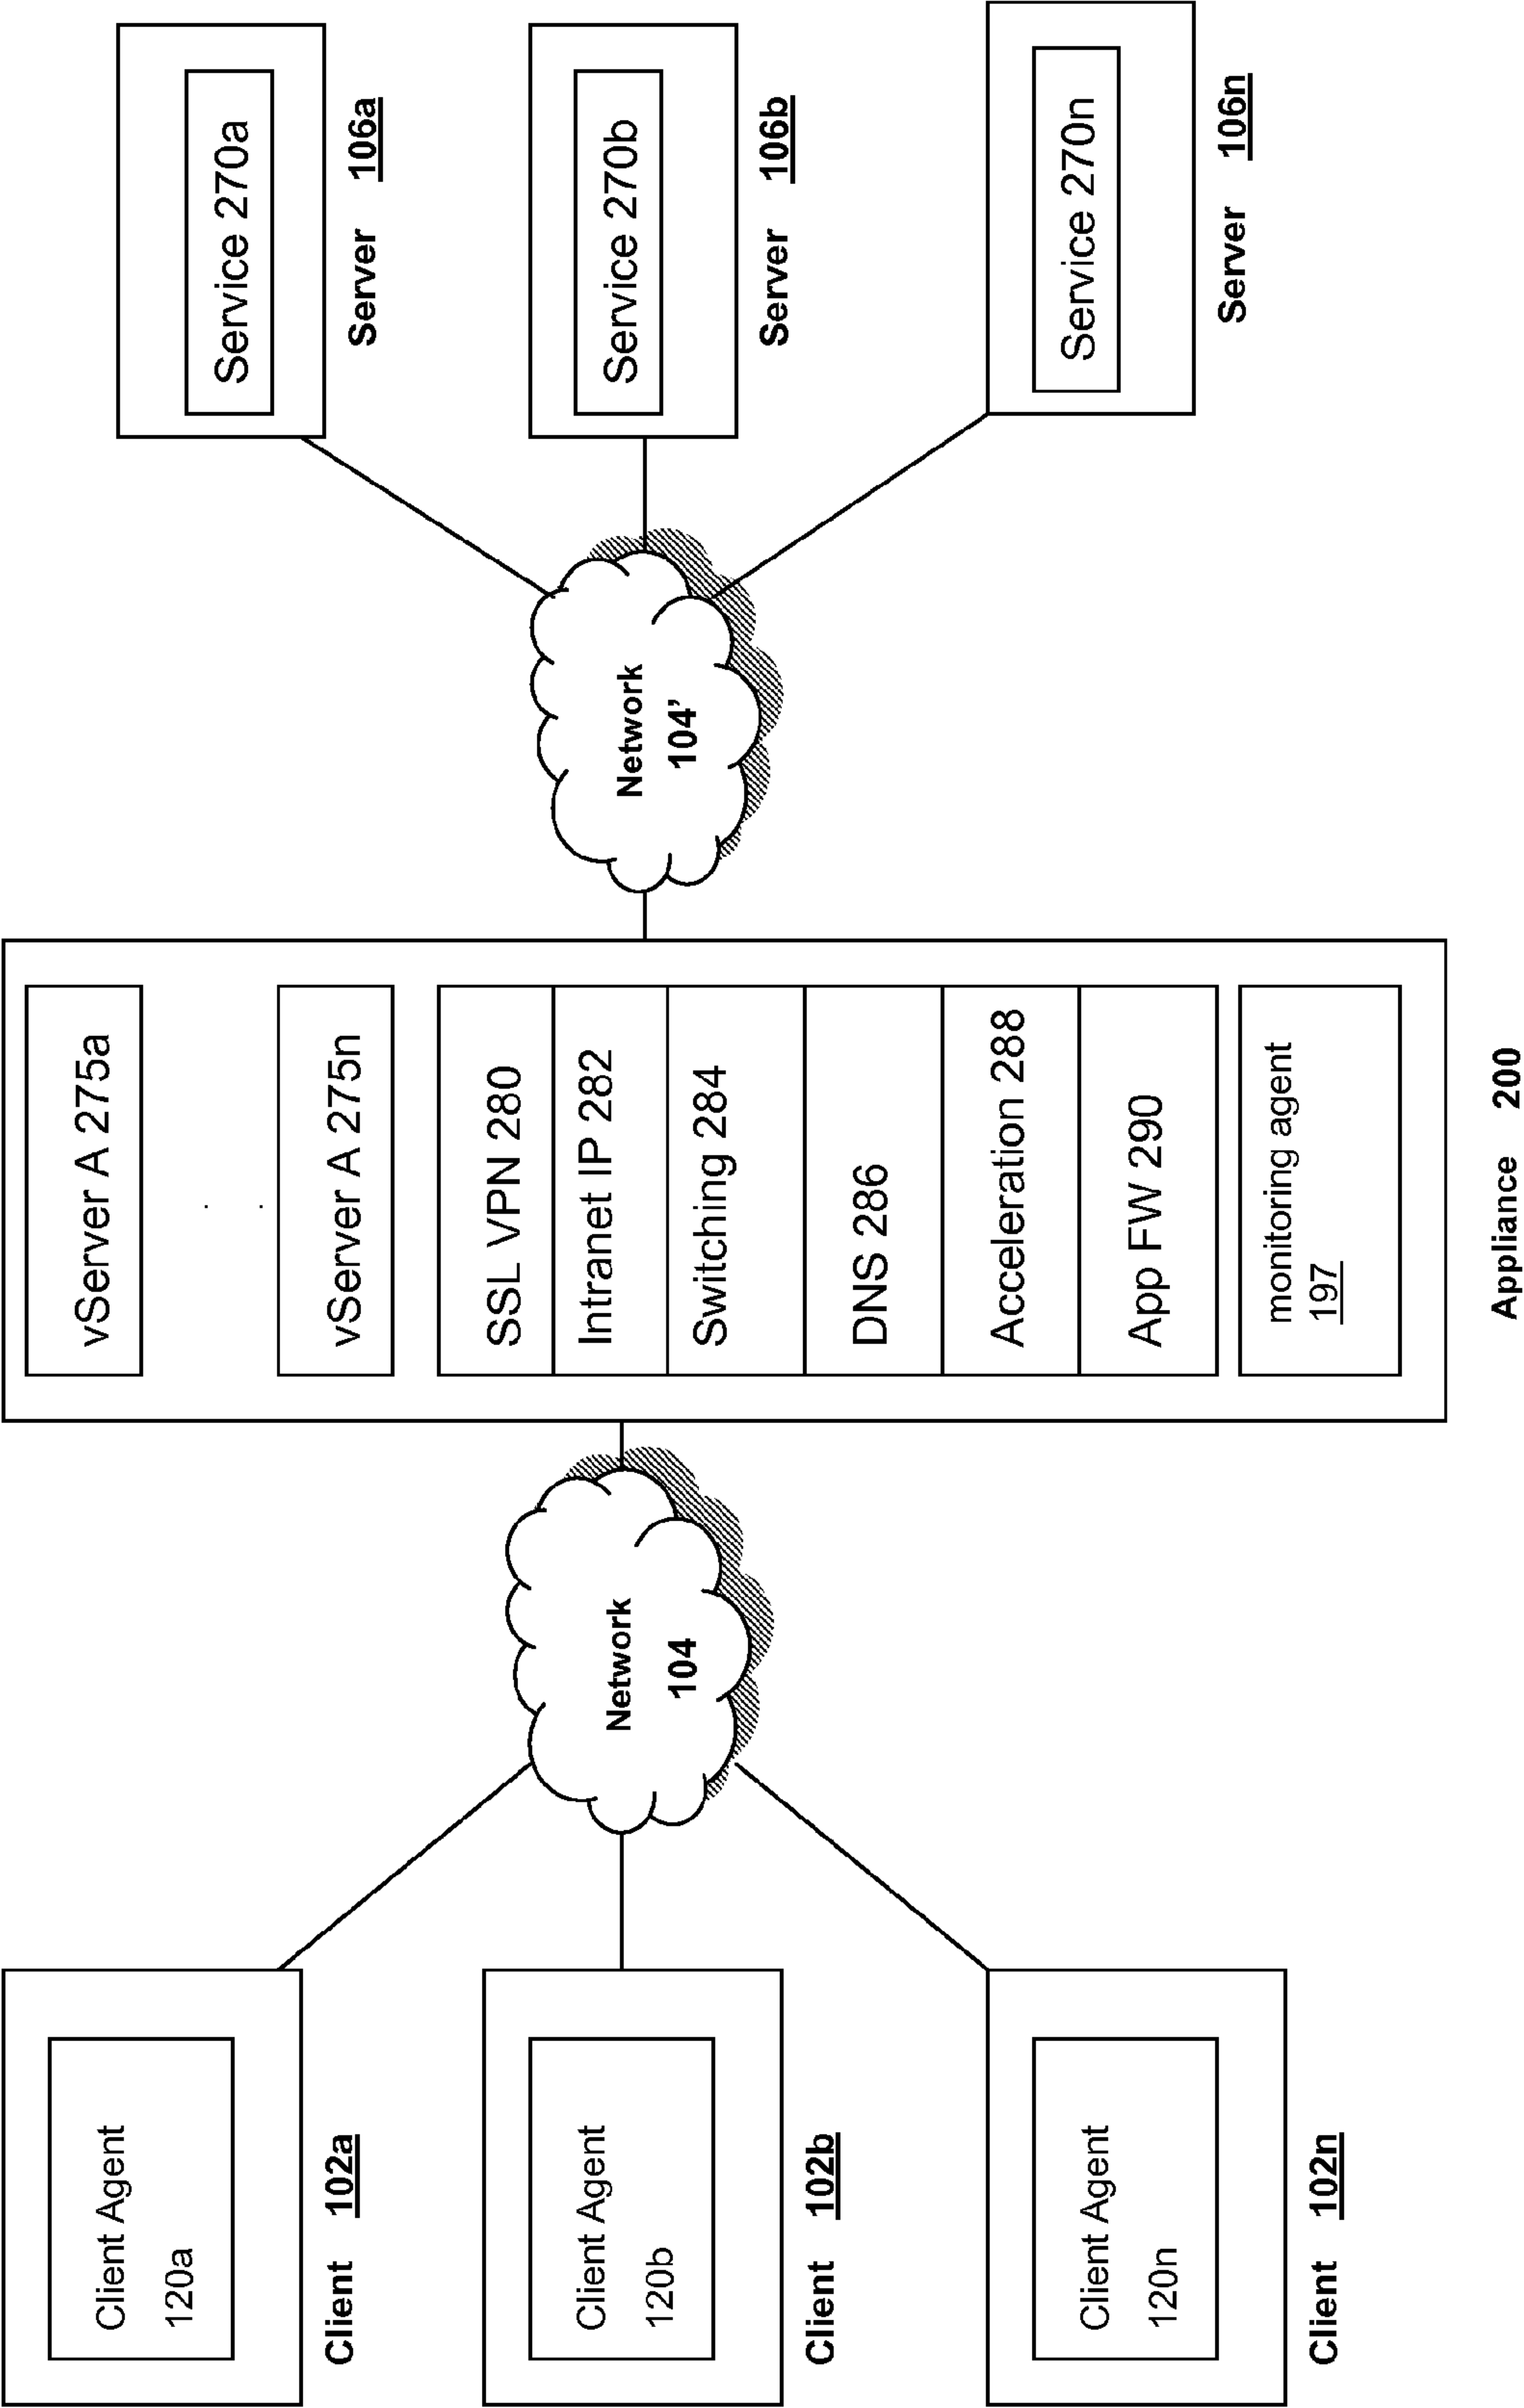 Client Agent
120a
Client 102a
Client Agent
120b
Client 102b
Client Agent
120n
Client 102n
Network
104
vServer A 275a
. .
vServer A 275n
SSL VPN 280
Intranet IP 282
Switching 284
DNS 286
Acceleration 288
App FW 290
monitoring agent
197
Appliance 200
Network
104’
Service 270a
Server 106a
Service 270b
Server 106b
Service 270n
Server 106n